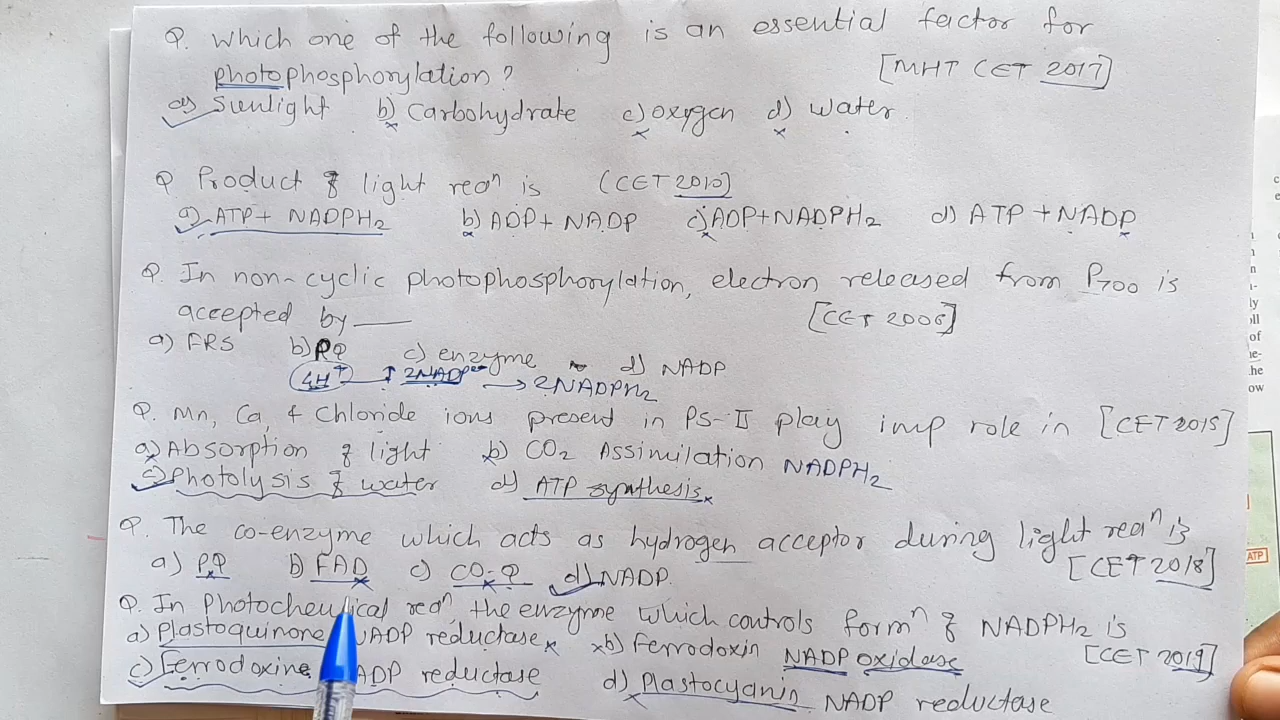 Q. Which one of the following is an essential factor for
photophosphorylation? [MHT CET 2017]
a) Sunlight b) Carbohydrate c) oxygen d) water
Q Product of light reaⁿ is (CET 2010)
a) ATP + NADPH₂ b) ADP + NADP c) ADP+NADPH₂ d) ATP + NADP
Q. In non-cyclic photophosphorylation, electron released from P₇₀₀ is
accepted by ___ [CET 2006]
a) FRS b) PQ c) enzyme d) NADP
4H⁺ → 2NADP → 2NADPH₂
Q. Mn, Ca, & Chloride ions present in PS-II play imp role in [CET 2015]
a) Absorption of light b) CO₂ Assimilation NADPH₂
c) Photolysis of water d) ATP synthesis
Q. The co-enzyme which acts as hydrogen acceptor during light reaⁿ is
a) PQ b) FAD c) CO-Q d) NADP. [CET 2018]
Q. In Photochemical reaⁿ, the enzyme which controls formⁿ of NADPH₂ is
a) Plastoquinone NADP reductase b) Ferrodoxin NADP oxidase [CET 2019]
c) Ferrodoxine ADP reductase d) Plastocyanin NADP reductase
ATP